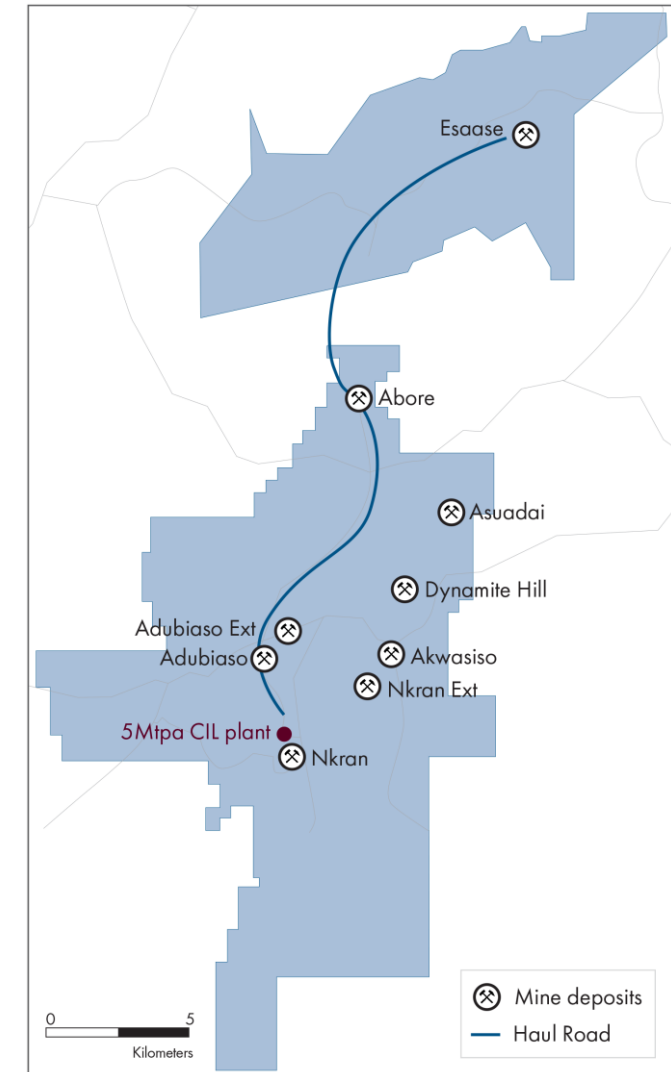 Esaase
Abore
Asuadai
Dynamite Hill
Adubiaso Ext
Adubiaso
Akwasiso
Nkran Ext
5Mtpa CIL plant
Nkran
0 5
Kilometers
Mine deposits
Haul Road